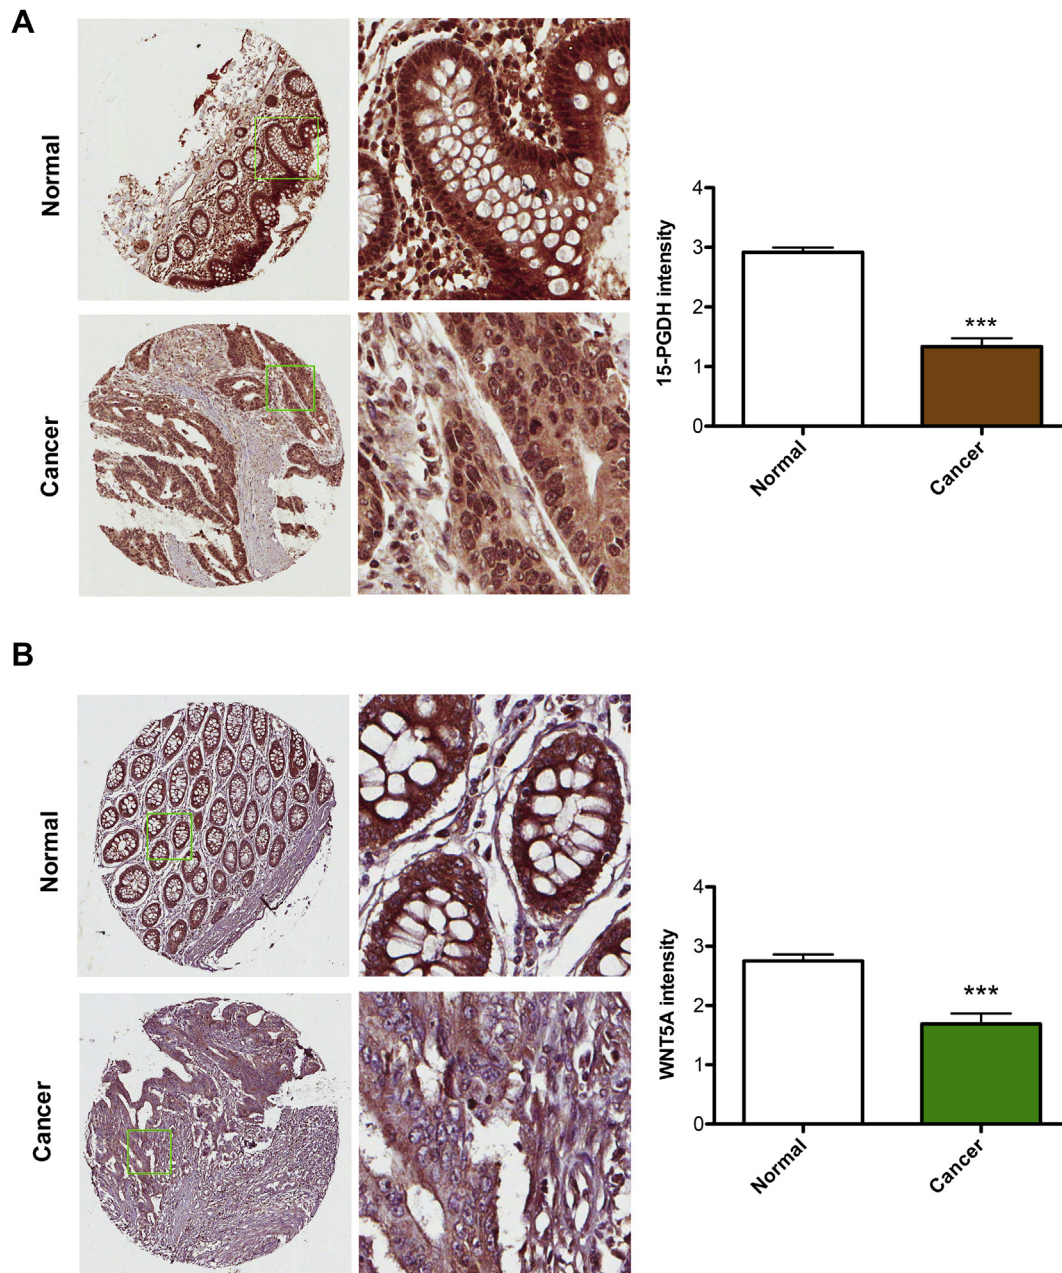 A
Normal
Cancer
15-PGDH intensity
4
3
2
1
0
***
Normal
Cancer
B
Normal
Cancer
WNT5A intensity
4
3
2
1
0
***
Normal
Cancer